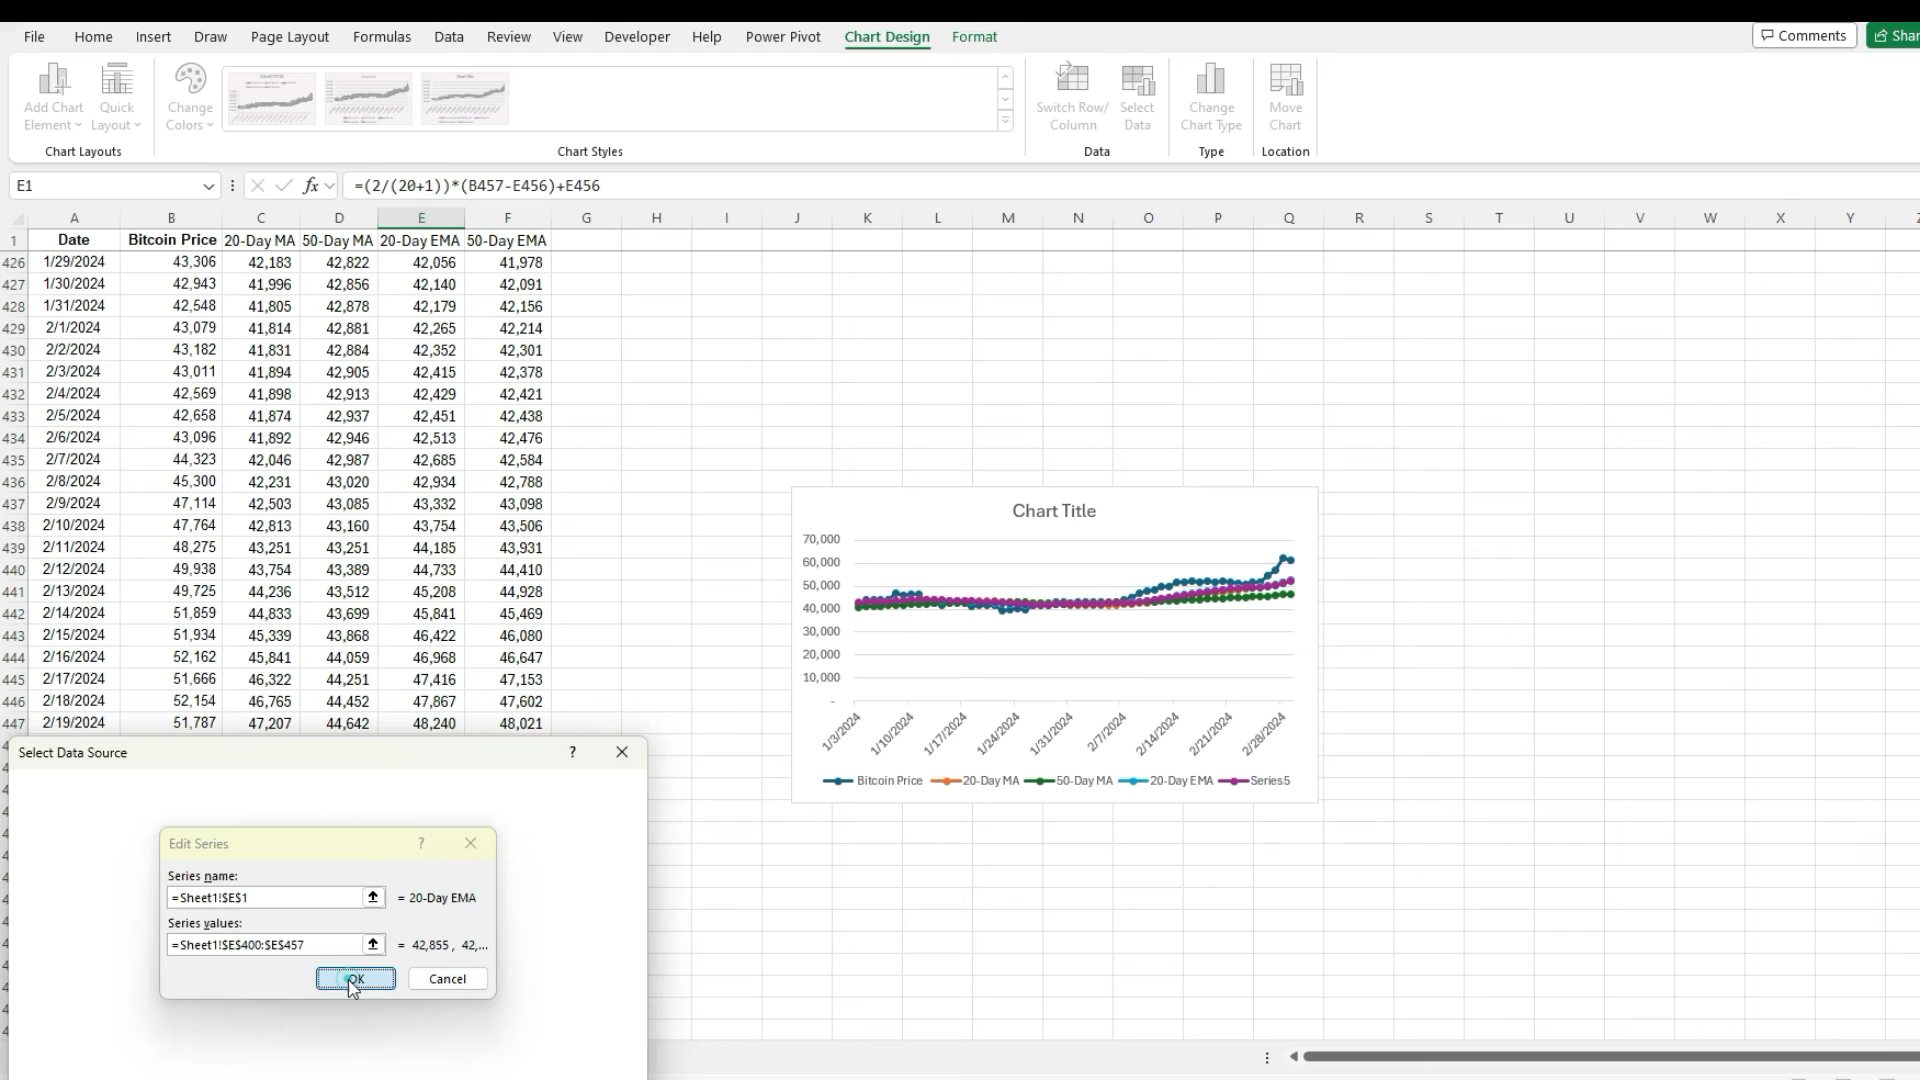 File Home Insert Draw Page Layout Formulas Data Review View Developer Help Power Pivot Chart Design Format Comments Shar
Add Chart Element Quick Layout Change Colors Switch Row/ Column Select Data Change Chart Type Move Chart
Chart Layouts Chart Styles Data Type Location
E1 fx =(2/(20+1))*(B457-E456)+E456
A B C D E F G H I J K L M N O P Q R S T U V W X Y Z
1 Date Bitcoin Price 20-Day MA 50-Day MA 20-Day EMA 50-Day EMA
426 1/29/2024 43,306 42,183 42,822 42,056 41,978
427 1/30/2024 42,943 41,996 42,856 42,140 42,091
428 1/31/2024 42,548 41,805 42,878 42,179 42,156
429 2/1/2024 43,079 41,814 42,881 42,265 42,214
430 2/2/2024 43,182 41,831 42,884 42,352 42,301
431 2/3/2024 43,011 41,894 42,905 42,415 42,378
432 2/4/2024 42,569 41,898 42,913 42,429 42,421
433 2/5/2024 42,658 41,874 42,937 42,451 42,438
434 2/6/2024 43,096 41,892 42,946 42,513 42,476
435 2/7/2024 44,323 42,046 42,987 42,685 42,584
436 2/8/2024 45,300 42,231 43,020 42,934 42,788
437 2/9/2024 47,114 42,503 43,085 43,332 43,098
438 2/10/2024 47,764 42,813 43,160 43,754 43,506
439 2/11/2024 48,275 43,251 43,251 44,185 43,931
440 2/12/2024 49,938 43,754 43,389 44,733 44,410
441 2/13/2024 49,725 44,236 43,512 45,208 44,928
442 2/14/2024 51,859 44,833 43,699 45,841 45,469
443 2/15/2024 51,934 45,339 43,868 46,422 46,080
444 2/16/2024 52,162 45,841 44,059 46,968 46,647
445 2/17/2024 51,666 46,322 44,251 47,416 47,153
446 2/18/2024 52,154 46,765 44,452 47,867 47,602
447 2/19/2024 51,787 47,207 44,642 48,240 48,021
Chart Title
70,000
60,000
50,000
40,000
30,000
20,000
10,000
-
1/3/2024 1/10/2024 1/17/2024 1/24/2024 1/31/2024 2/7/2024 2/14/2024 2/21/2024 2/28/2024
Bitcoin Price 20-Day MA 50-Day MA 20-Day EMA Series5
Select Data Source ?
Edit Series ?
Series name:
=Sheet1!$E$1 = 20-Day EMA
Series values:
=Sheet1!$E$400:$E$457 = 42,855 , 42,...
OK Cancel